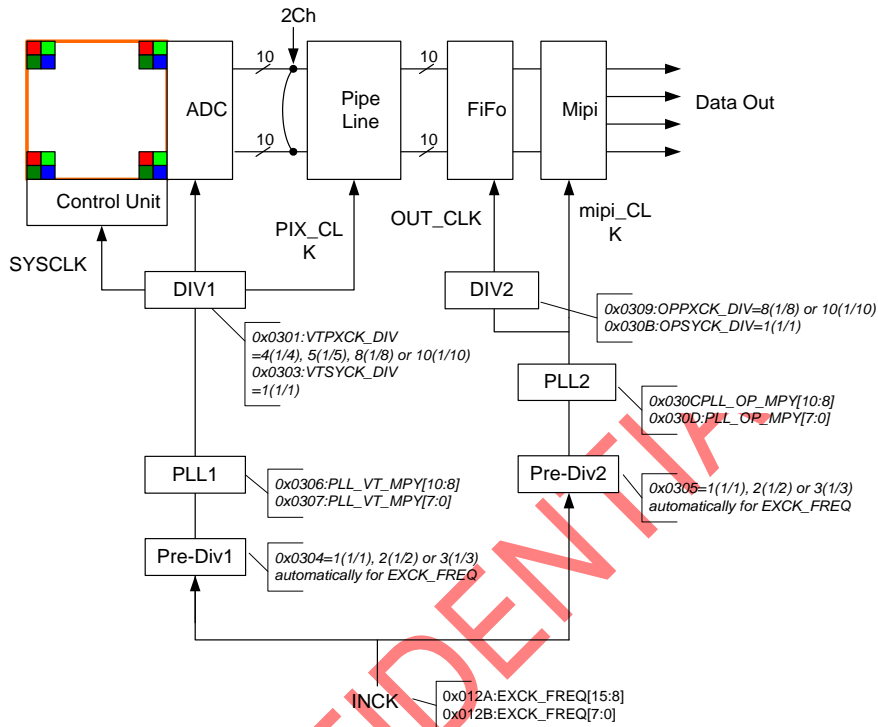 2Ch
10
10
ADC
Pipe
Line
FiFo
Mipi
Data Out
10
10
Control Unit
SYSCLK
PIX_CL
K
OUT_CLK
mipi_CL
K
DIV1
DIV2
0x0309:OPPXCK_DIV=8(1/8) or 10(1/10)
0x030B:OPSYCK_DIV=1(1/1)
0x0301:VTPXCK_DIV
=4(1/4), 5(1/5), 8(1/8) or 10(1/10)
0x0303:VTSYCK_DIV
=1(1/1)
PLL2
0x030CPLL_OP_MPY[10:8]
0x030D:PLL_OP_MPY[7:0]
PLL1
0x0306:PLL_VT_MPY[10:8]
0x0307:PLL_VT_MPY[7:0]
Pre-Div2
0x0305=1(1/1), 2(1/2) or 3(1/3)
automatically for EXCK_FREQ
Pre-Div1
0x0304=1(1/1), 2(1/2) or 3(1/3)
automatically for EXCK_FREQ
INCK
0x012A:EXCK_FREQ[15:8]
0x012B:EXCK_FREQ[7:0]
FIDENTIA